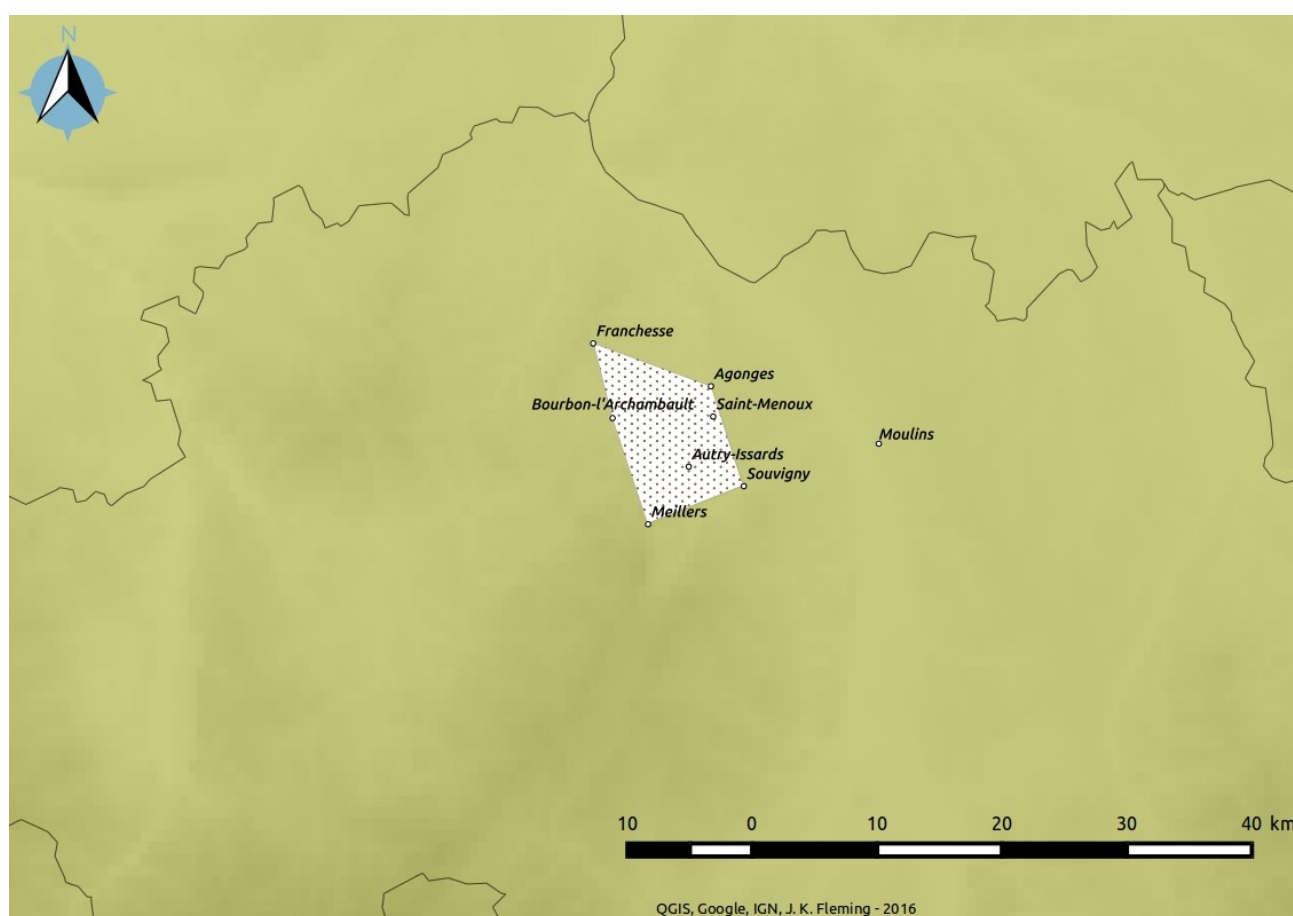 N
Franchesse
Agonges
Bourbon-l'Archambault
Saint-Menoux
Moulins
Autry-Issards
Souvigny
Meillers
10 0 10 20 30 40 km
QGIS, Google, IGN, J. K. Fleming - 2016